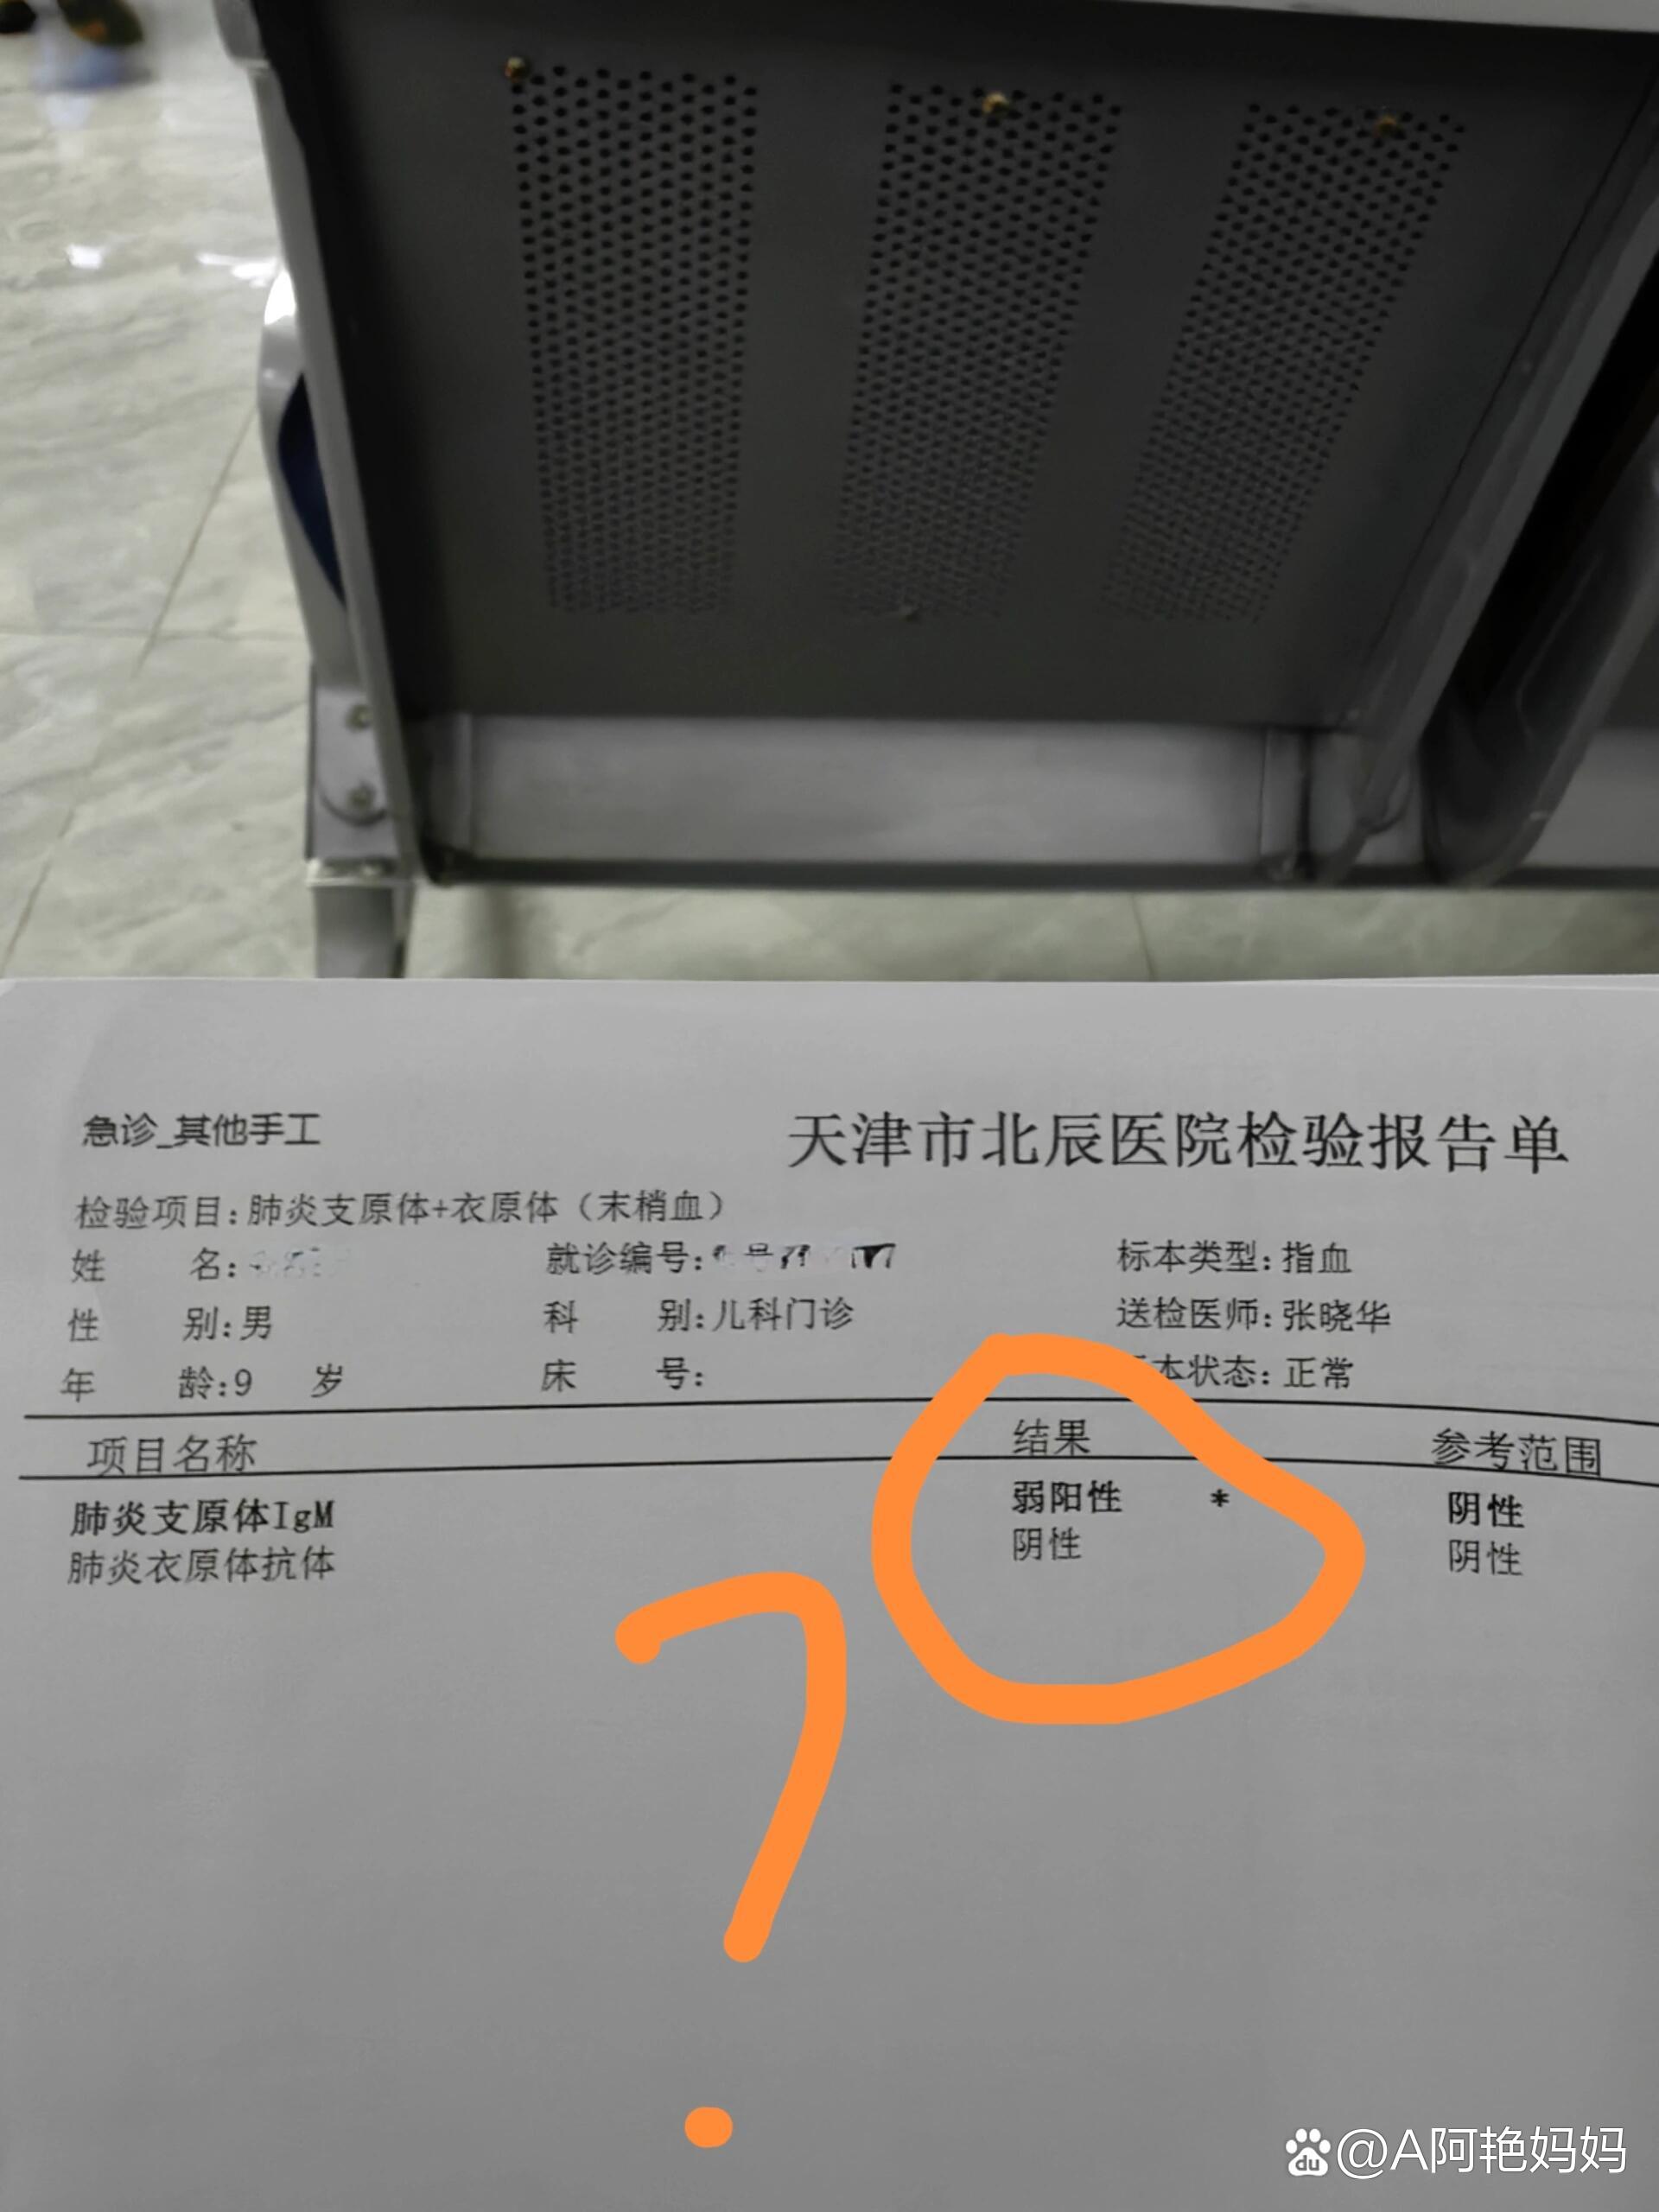 急诊_其他手工
天津市北辰医院检验报告单
检验项目:肺炎支原体+衣原体（末梢血）
姓 名: 就诊编号: 标本类型:指血
性 别:男 科 别:儿科门诊 送检医师:张晓华
年 龄:9 岁 床 号: 本状态:正常
项目名称 结果 参考范围
肺炎支原体IgM 弱阳性 * 阴性
肺炎衣原体抗体 阴性 阴性
?
du @A阿艳妈妈